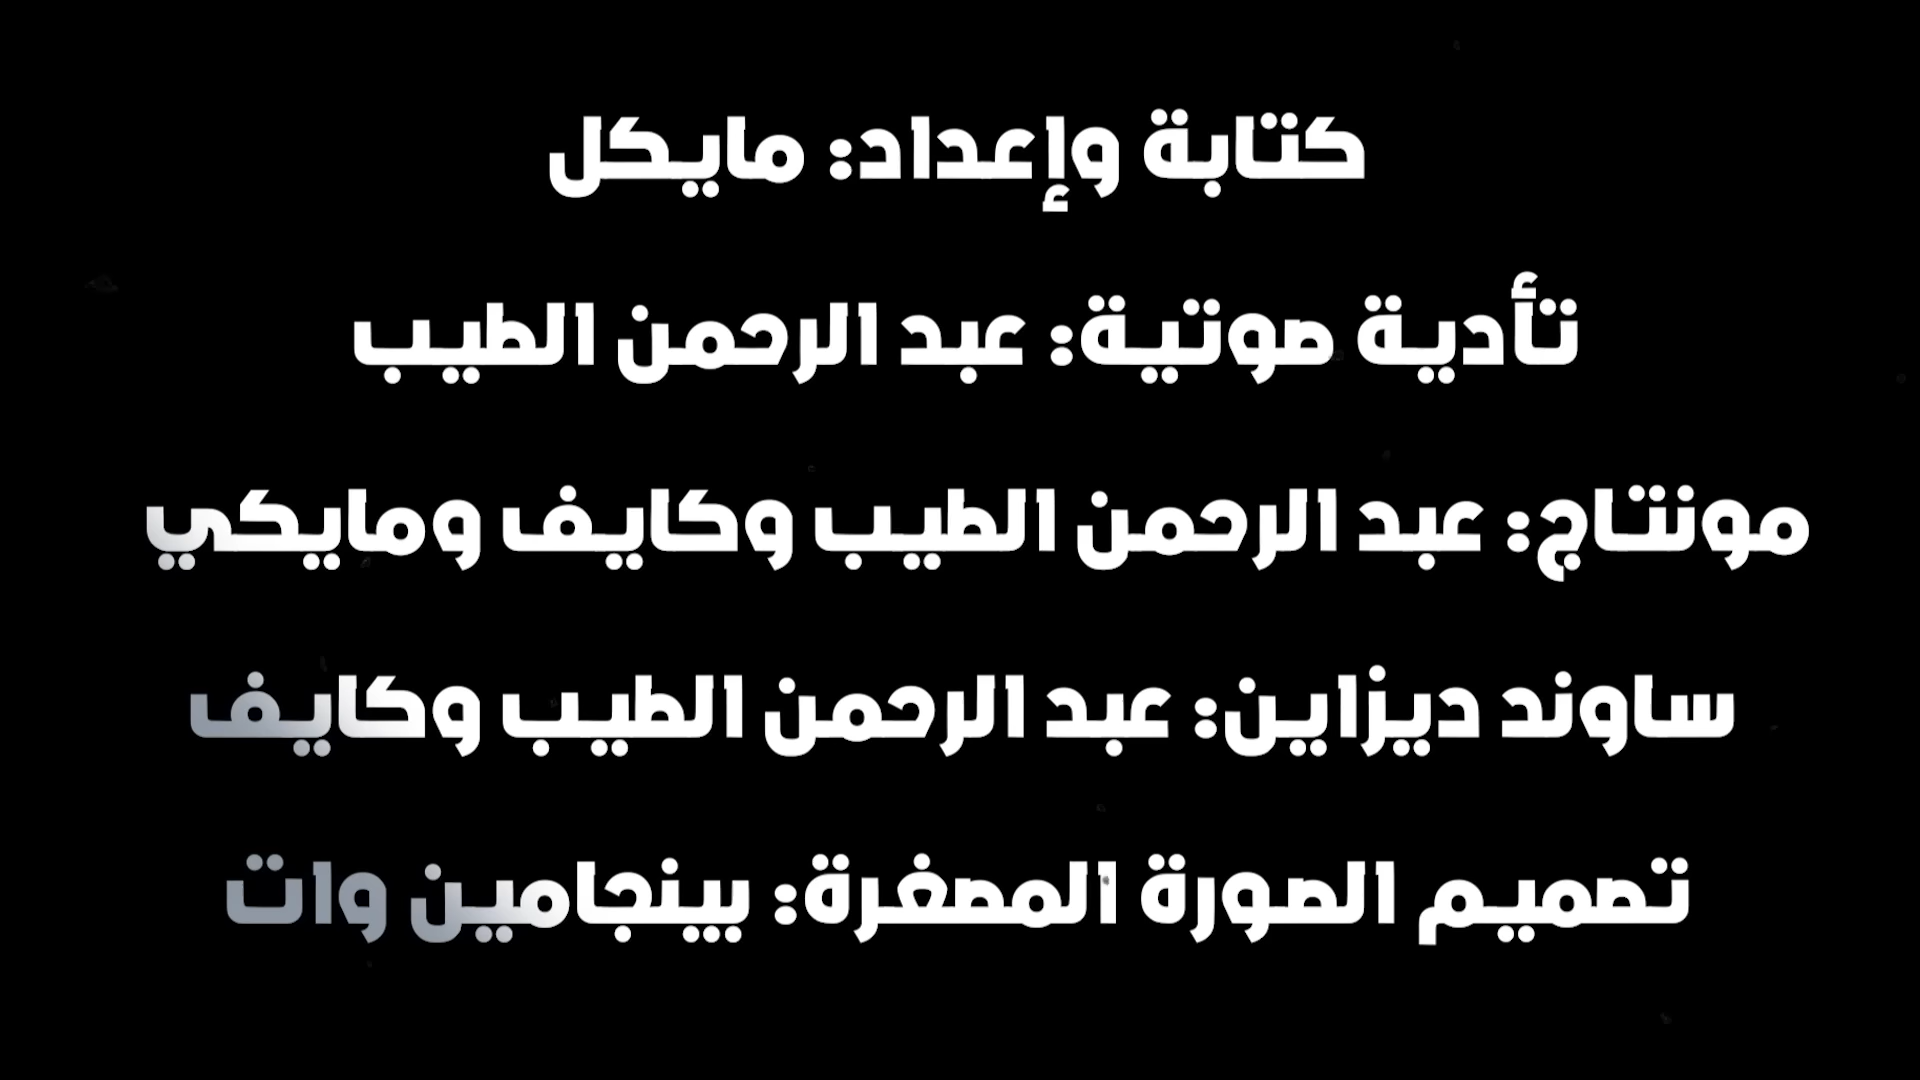 كتابة وإعداد: مايكل
تأدية صوتية: عبد الرحمن الطيب
مونتاج: عبد الرحمن الطيب وكايف ومايكي
ساوند ديزاين: عبد الرحمن الطيب وكايف
تصميم الصورة المصغرة: بينجامين وات